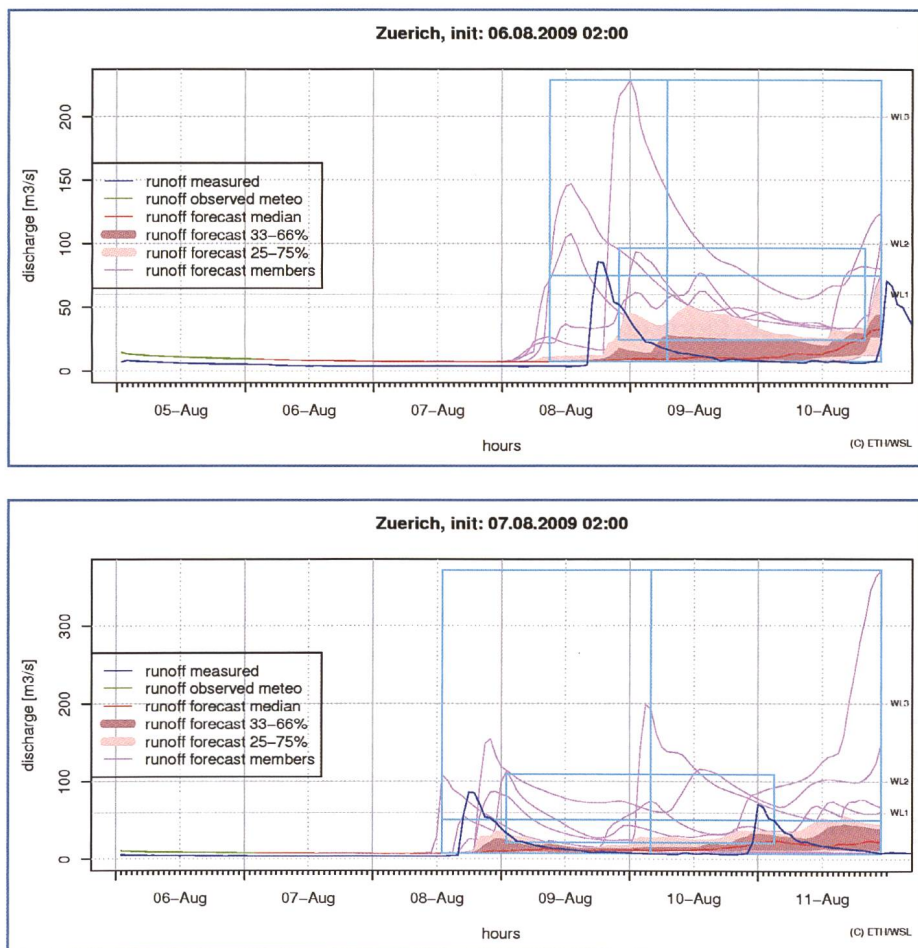 Zuerich, init: 06.08.2009 02:00
discharge [m3/s]
200
150
100
50
0
WL3
WL2
WL1
runoff measured
runoff observed meteo
runoff forecast median
runoff forecast 33–66%
runoff forecast 25–75%
runoff forecast members
05–Aug 06–Aug 07–Aug 08–Aug 09–Aug 10–Aug
hours
(C) ETH/WSL
Zuerich, init: 07.08.2009 02:00
discharge [m3/s]
300
200
100
0
WL3
WL2
WL1
runoff measured
runoff observed meteo
runoff forecast median
runoff forecast 33–66%
runoff forecast 25–75%
runoff forecast members
06–Aug 07–Aug 08–Aug 09–Aug 10–Aug 11–Aug
hours
(C) ETH/WSL